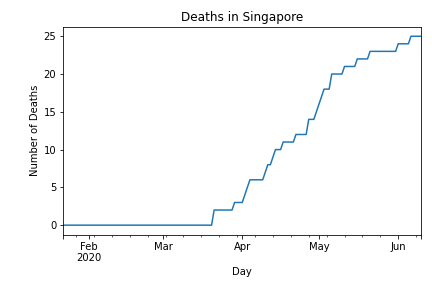 Deaths in Singapore
25
20
15
10
5
0
Number of Deaths
Feb
2020
Mar
Apr
May
Jun
Day